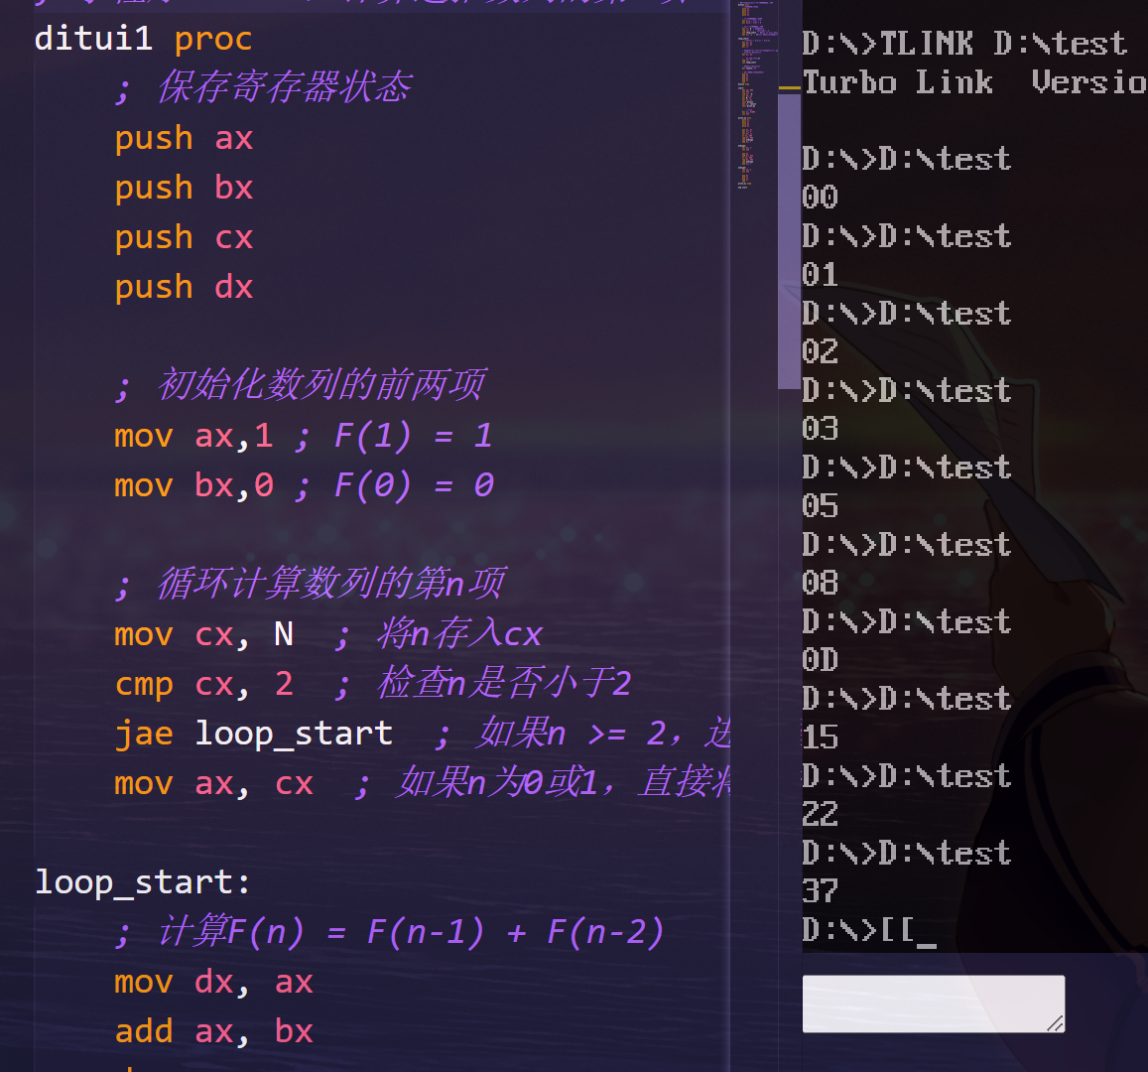 ditui1 proc
; 保存寄存器状态
push ax
push bx
push cx
push dx
; 初始化数列的前两项
mov ax,1 ; F(1) = 1
mov bx,0 ; F(0) = 0
; 循环计算数列的第n项
mov cx, N ; 将n存入cx
cmp cx, 2 ; 检查n是否小于2
jae loop_start ; 如果n >= 2，进
mov ax, cx ; 如果n为0或1，直接将
loop_start:
; 计算F(n) = F(n-1) + F(n-2)
mov dx, ax
add ax, bx
D:\>TLINK D:\test
Turbo Link Versio
D:\>D:\test
00
D:\>D:\test
01
D:\>D:\test
02
D:\>D:\test
03
D:\>D:\test
05
D:\>D:\test
08
D:\>D:\test
0D
D:\>D:\test
15
D:\>D:\test
22
D:\>D:\test
37
D:\>[[_